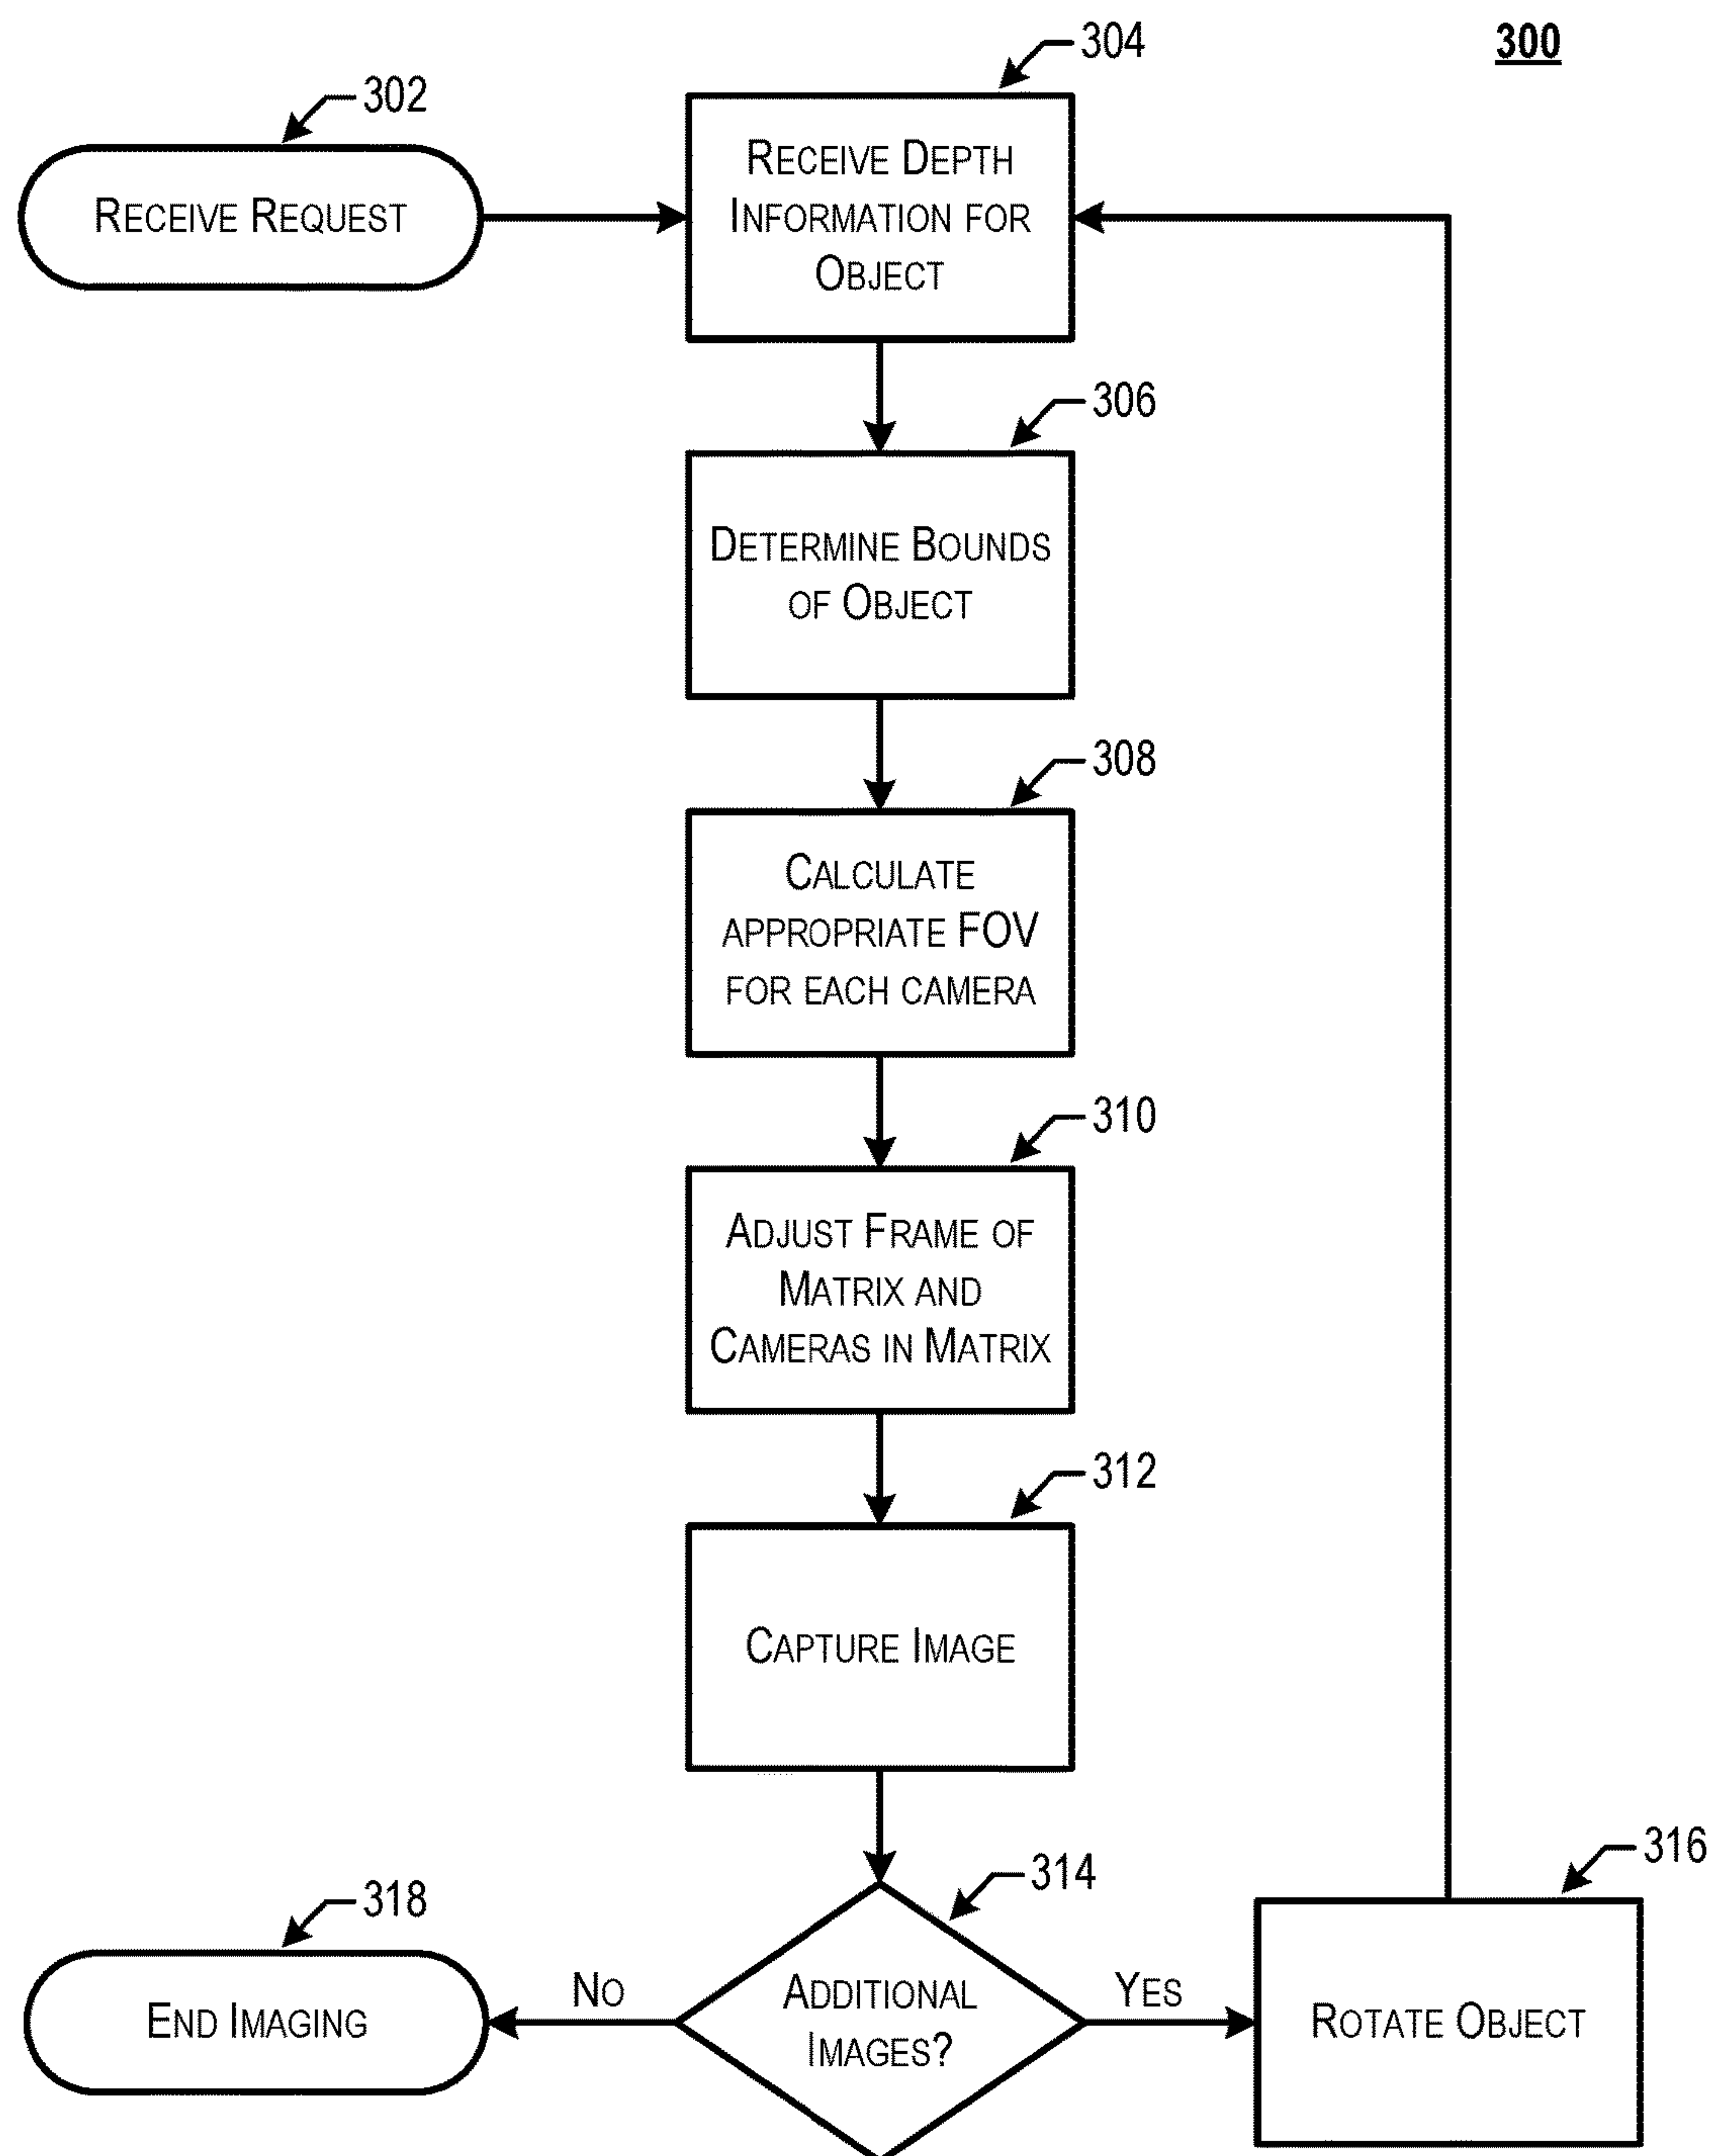 300
304
302
RECEIVE DEPTH
INFORMATION FOR
OBJECT
RECEIVE REQUEST
306
DETERMINE BOUNDS
OF OBJECT
308
CALCULATE
APPROPRIATE FOV
FOR EACH CAMERA
310
ADJUST FRAME OF
MATRIX AND
CAMERAS IN MATRIX
312
CAPTURE IMAGE
314
316
318
ADDITIONAL
IMAGES?
NO
YES
END IMAGING
ROTATE OBJECT